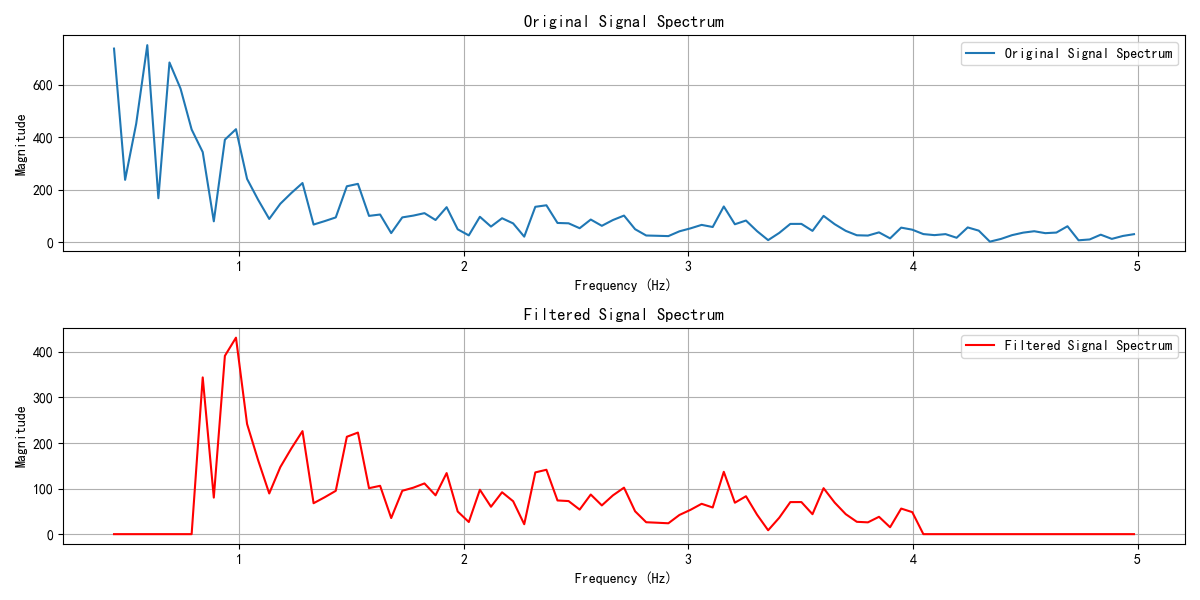 Original Signal Spectrum
Original Signal Spectrum
Magnitude
600
400
200
0
1 2 3 4 5
Frequency (Hz)
Filtered Signal Spectrum
Filtered Signal Spectrum
Magnitude
400
300
200
100
0
1 2 3 4 5
Frequency (Hz)